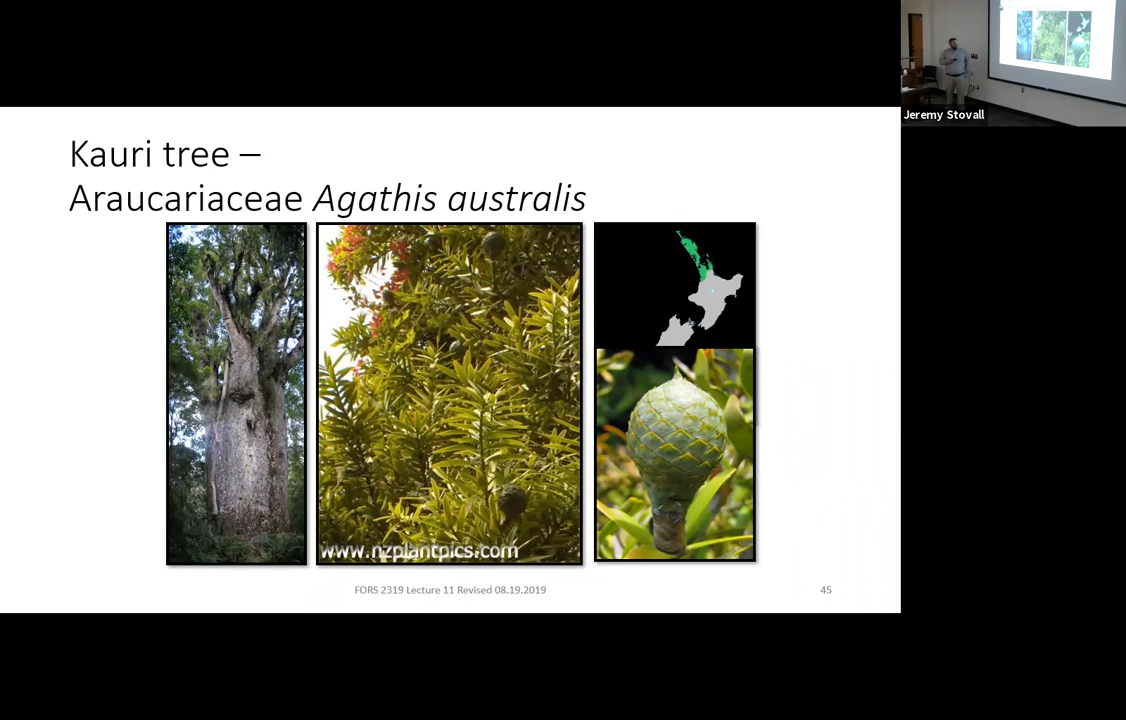 Jeremy Stovall
Kauri tree –
Araucariaceae Agathis australis
www.nzplantpics.com
FORS 2319 Lecture 11 Revised 08.19.2019
45